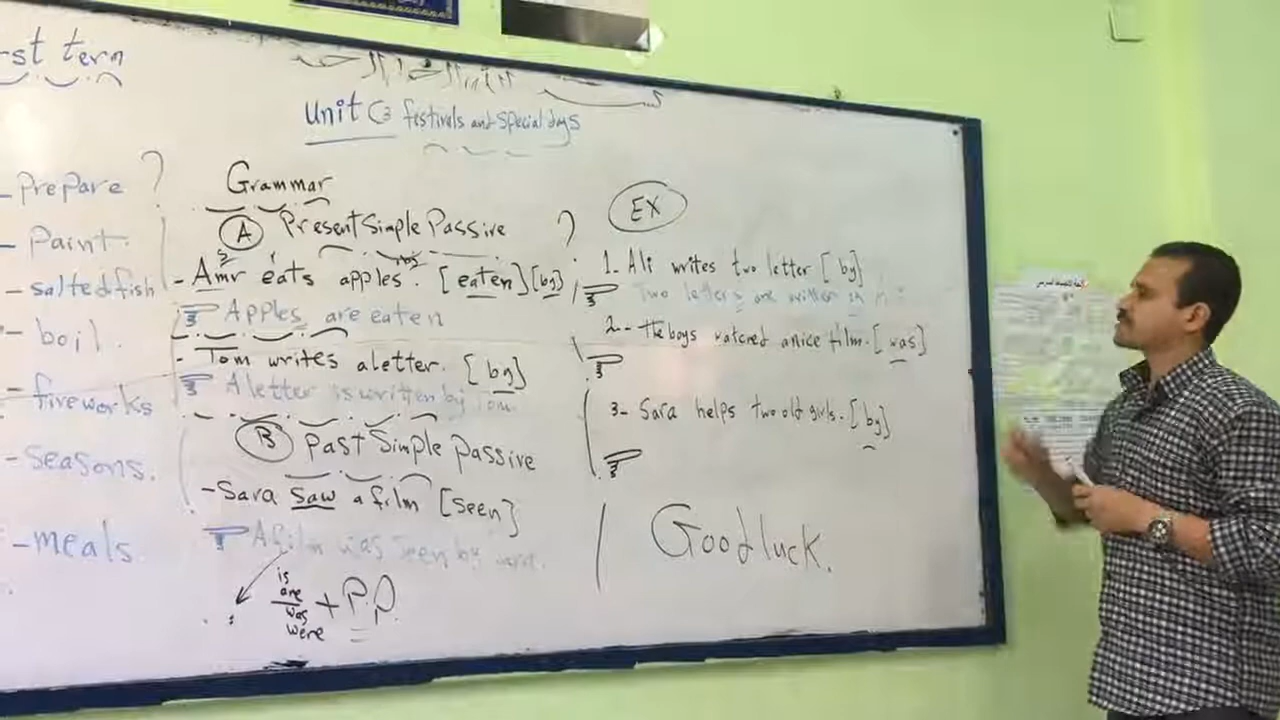 rst term
Unit 3 festivals and special days
- Prepare
- Paint.
- salted fish
- boil.
- fireworks
- seasons.
- meals
Grammar
A Present Simple Passive
s v obj
- Amr eats apples. [eaten] [by]
Apples are eaten
- Tom writes a letter. [by]
A letter is written by Tom.
B Past Simple Passive
- Sara saw a film [seen]
A film was seen by
is
are
was
were
+ P.P
EX
1- Ali writes two letter [by]
Two letters are written
2- the boys watched a nice film. [was]
3- Sara helps two old girls. [by]
Good luck.